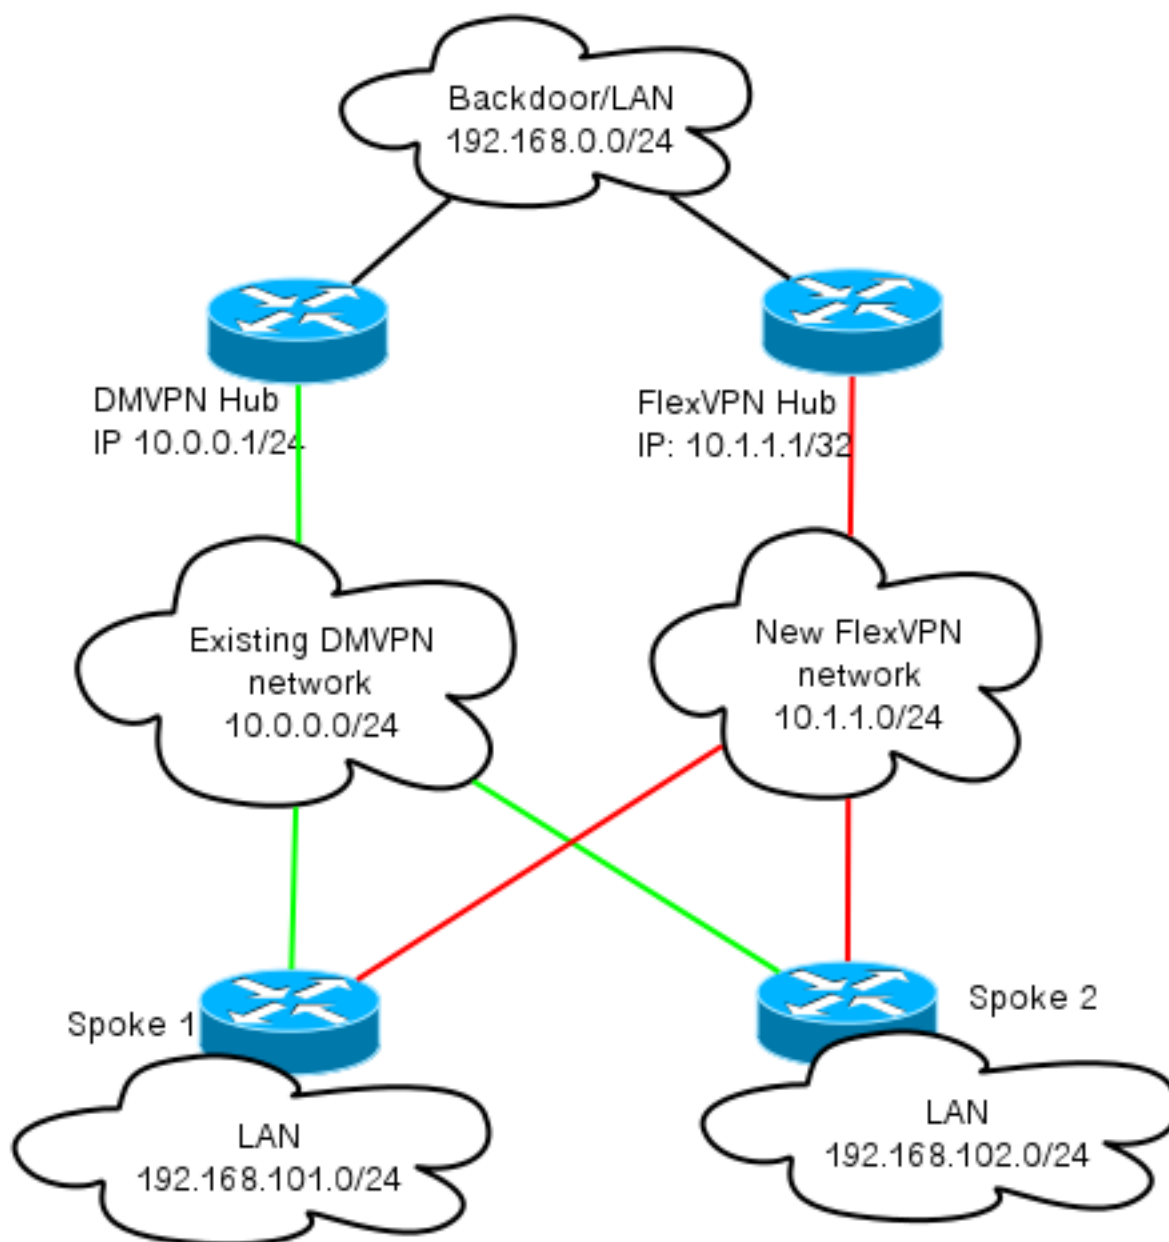 Backdoor/LAN
192.168.0.0/24
DMVPN Hub
IP 10.0.0.1/24
FlexVPN Hub
IP: 10.1.1.1/32
Existing DMVPN
network
10.0.0.0/24
New FlexVPN
network
10.1.1.0/24
Spoke 1
Spoke 2
LAN
192.168.101.0/24
LAN
192.168.102.0/24